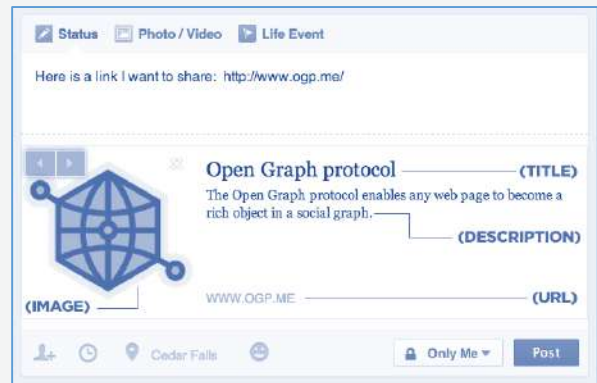 Status Photo / Video Life Event
Here is a link I want to share: http://www.ogp.me/
Open Graph protocol (TITLE)
The Open Graph protocol enables any web page to become a
rich object in a social graph.
(DESCRIPTION)
WWW.OGP.ME (URL)
(IMAGE)
Cedar Falls Only Me Post